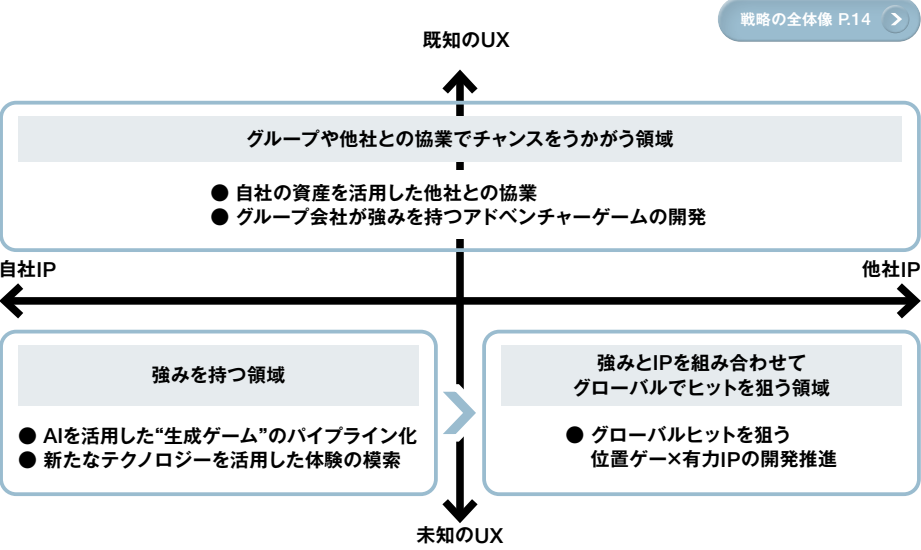 戦略の全体像 P.14
既知のUX
グループや他社との協業でチャンスをうかがう領域
● 自社の資産を活用した他社との協業
● グループ会社が強みを持つアドベンチャーゲームの開発
自社IP
他社IP
強みを持つ領域
● AIを活用した“生成ゲーム”のパイプライン化
● 新たなテクノロジーを活用した体験の模索
強みとIPを組み合わせて
グローバルでヒットを狙う領域
● グローバルヒットを狙う
位置ゲー×有力IPの開発推進
未知のUX